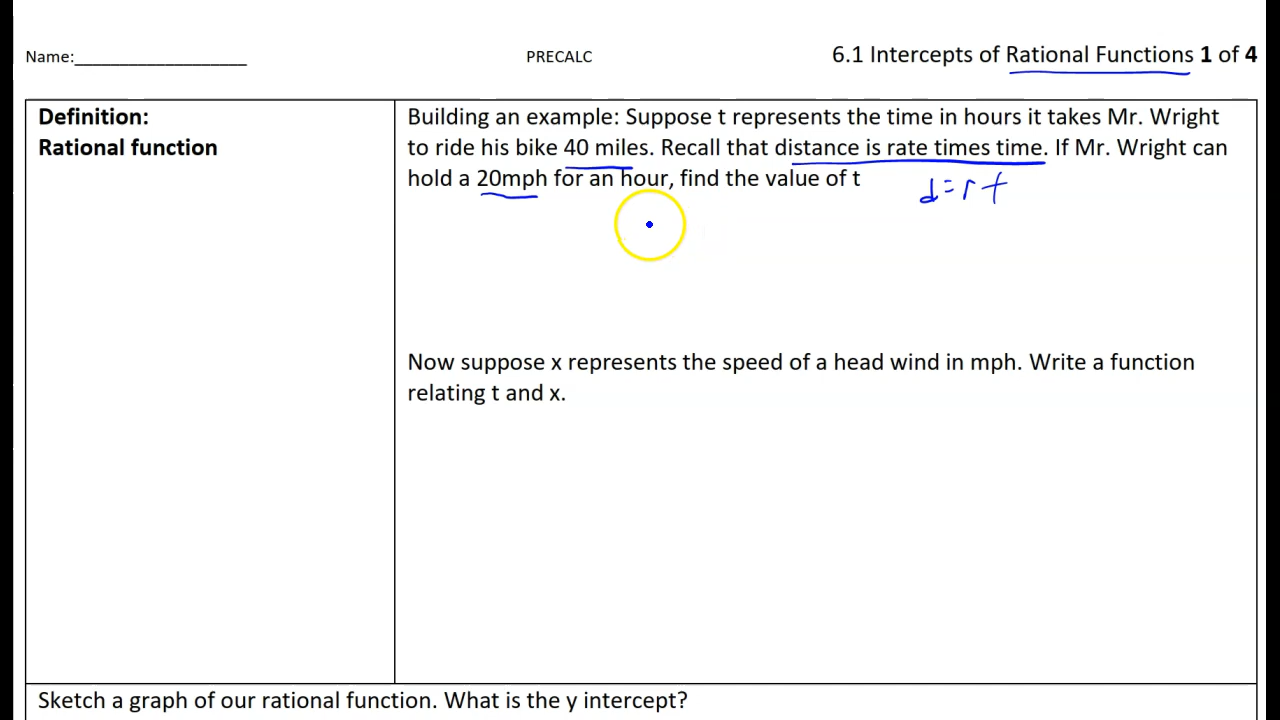 Name:___________________ PRECALC 6.1 Intercepts of Rational Functions 1 of 4
Definition:
Rational function
Building an example: Suppose t represents the time in hours it takes Mr. Wright
to ride his bike 40 miles. Recall that distance is rate times time. If Mr. Wright can
hold a 20mph for an hour, find the value of t
d=rt
Now suppose x represents the speed of a head wind in mph. Write a function
relating t and x.
Sketch a graph of our rational function. What is the y intercept?